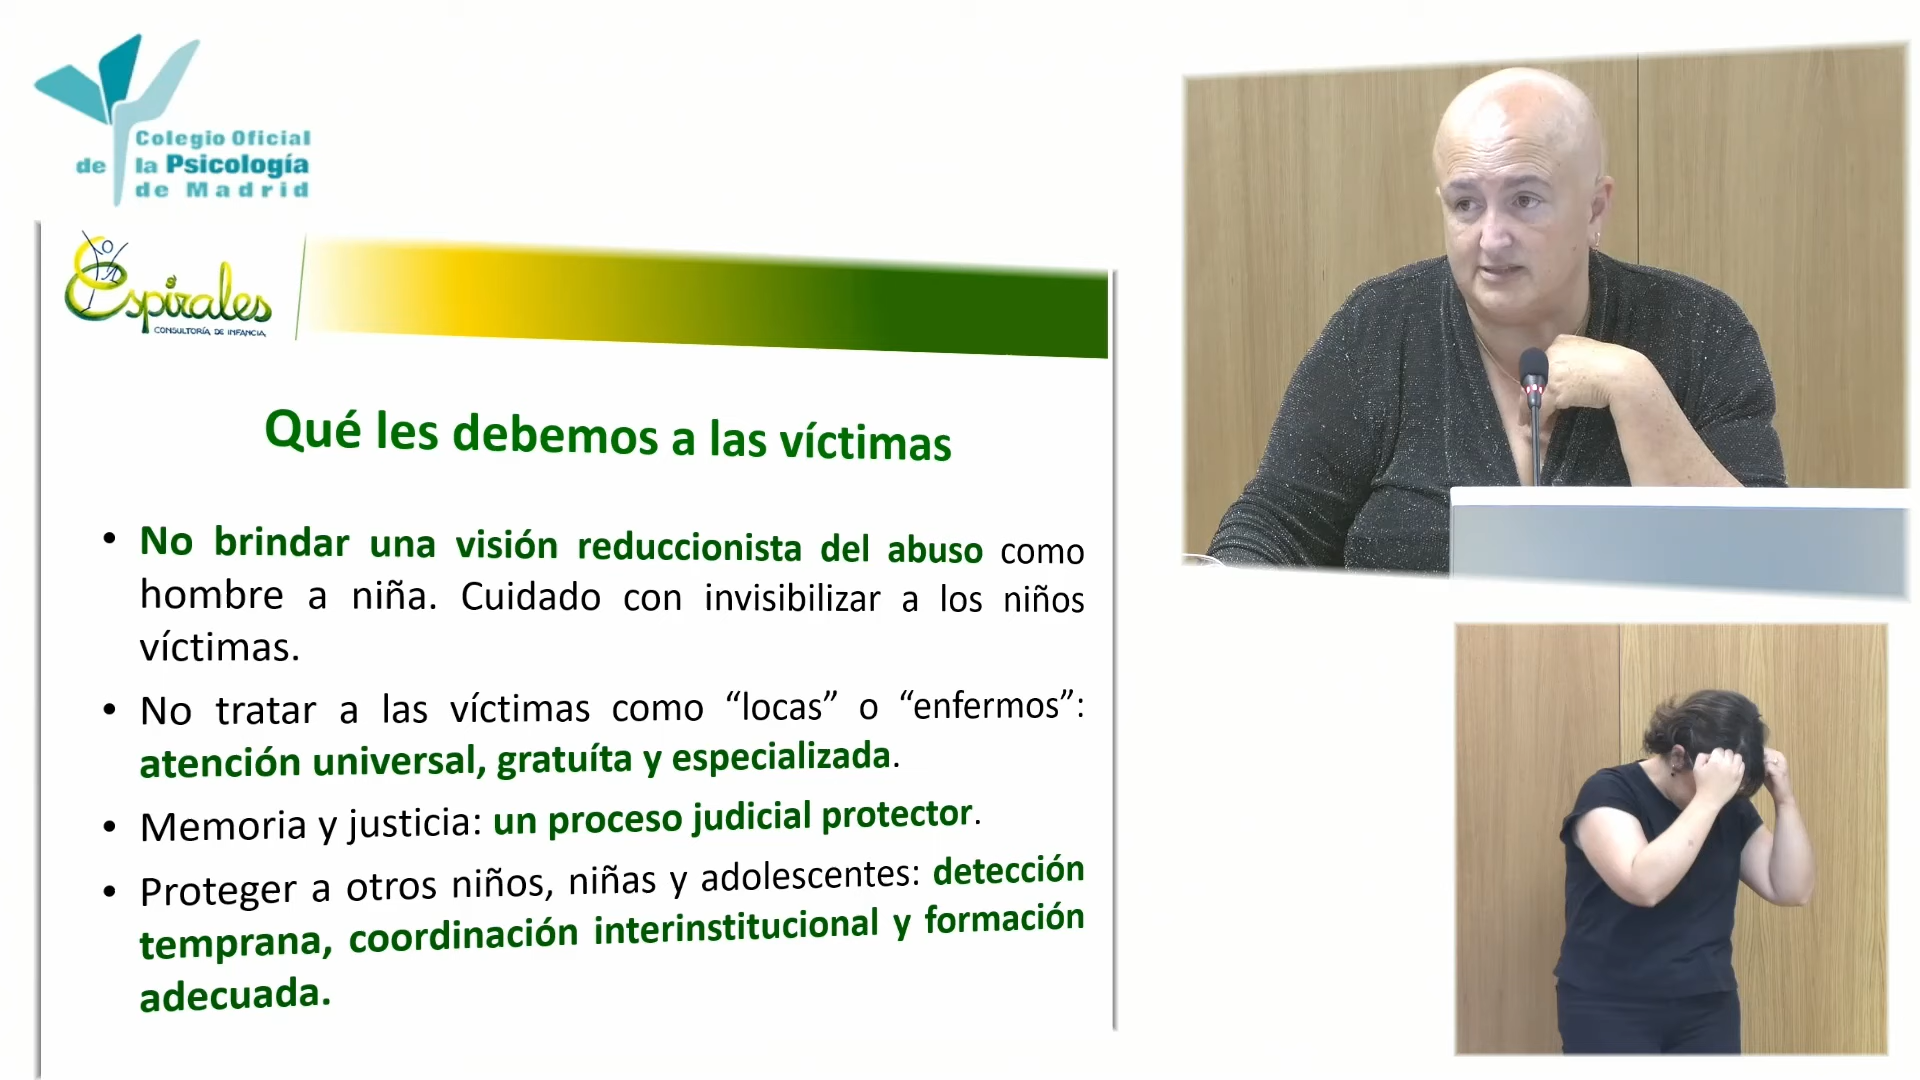 Colegio Oficial
de la Psicología
de Madrid
Espirales
CONSULTORÍA DE INFANCIA
Qué les debemos a las víctimas
• No brindar una visión reduccionista del abuso como
hombre a niña. Cuidado con invisibilizar a los niños
víctimas.
• No tratar a las víctimas como “locas” o “enfermos”:
atención universal, gratuíta y especializada.
• Memoria y justicia: un proceso judicial protector.
• Proteger a otros niños, niñas y adolescentes: detección
temprana, coordinación interinstitucional y formación
adecuada.